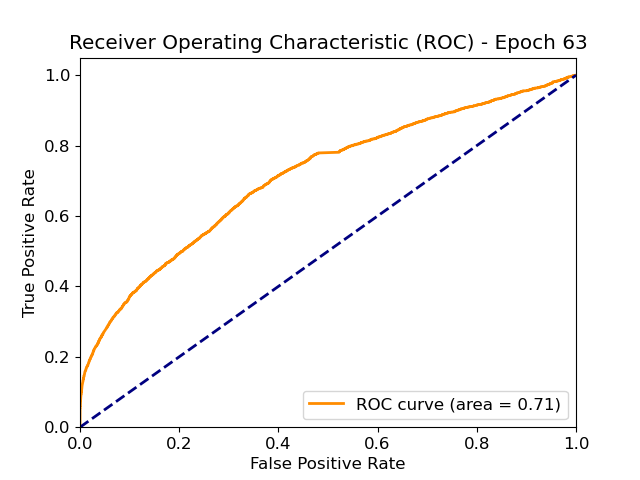 Receiver Operating Characteristic (ROC) - Epoch 63
True Positive Rate
1.0
0.8
0.6
0.4
0.2
0.0
ROC curve (area = 0.71)
0.0 0.2 0.4 0.6 0.8 1.0
False Positive Rate